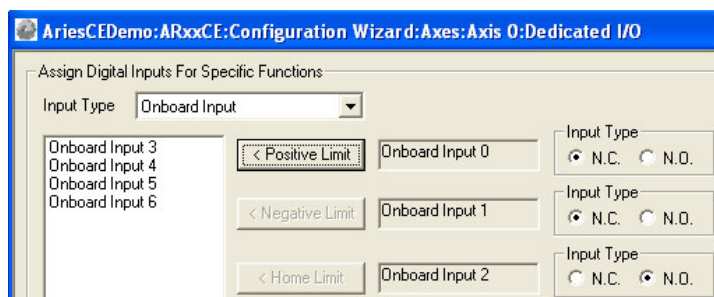 AriesCEDemo:ARxxCE:Configuration Wizard:Axes:Axis 0:Dedicated I/O
Assign Digital Inputs For Specific Functions
Input Type Onboard Input
Onboard Input 3
Onboard Input 4
Onboard Input 5
Onboard Input 6
< Positive Limit Onboard Input 0
Input Type
N.C. N.O.
< Negative Limit Onboard Input 1
Input Type
N.C. N.O.
< Home Limit Onboard Input 2
Input Type
N.C. N.O.